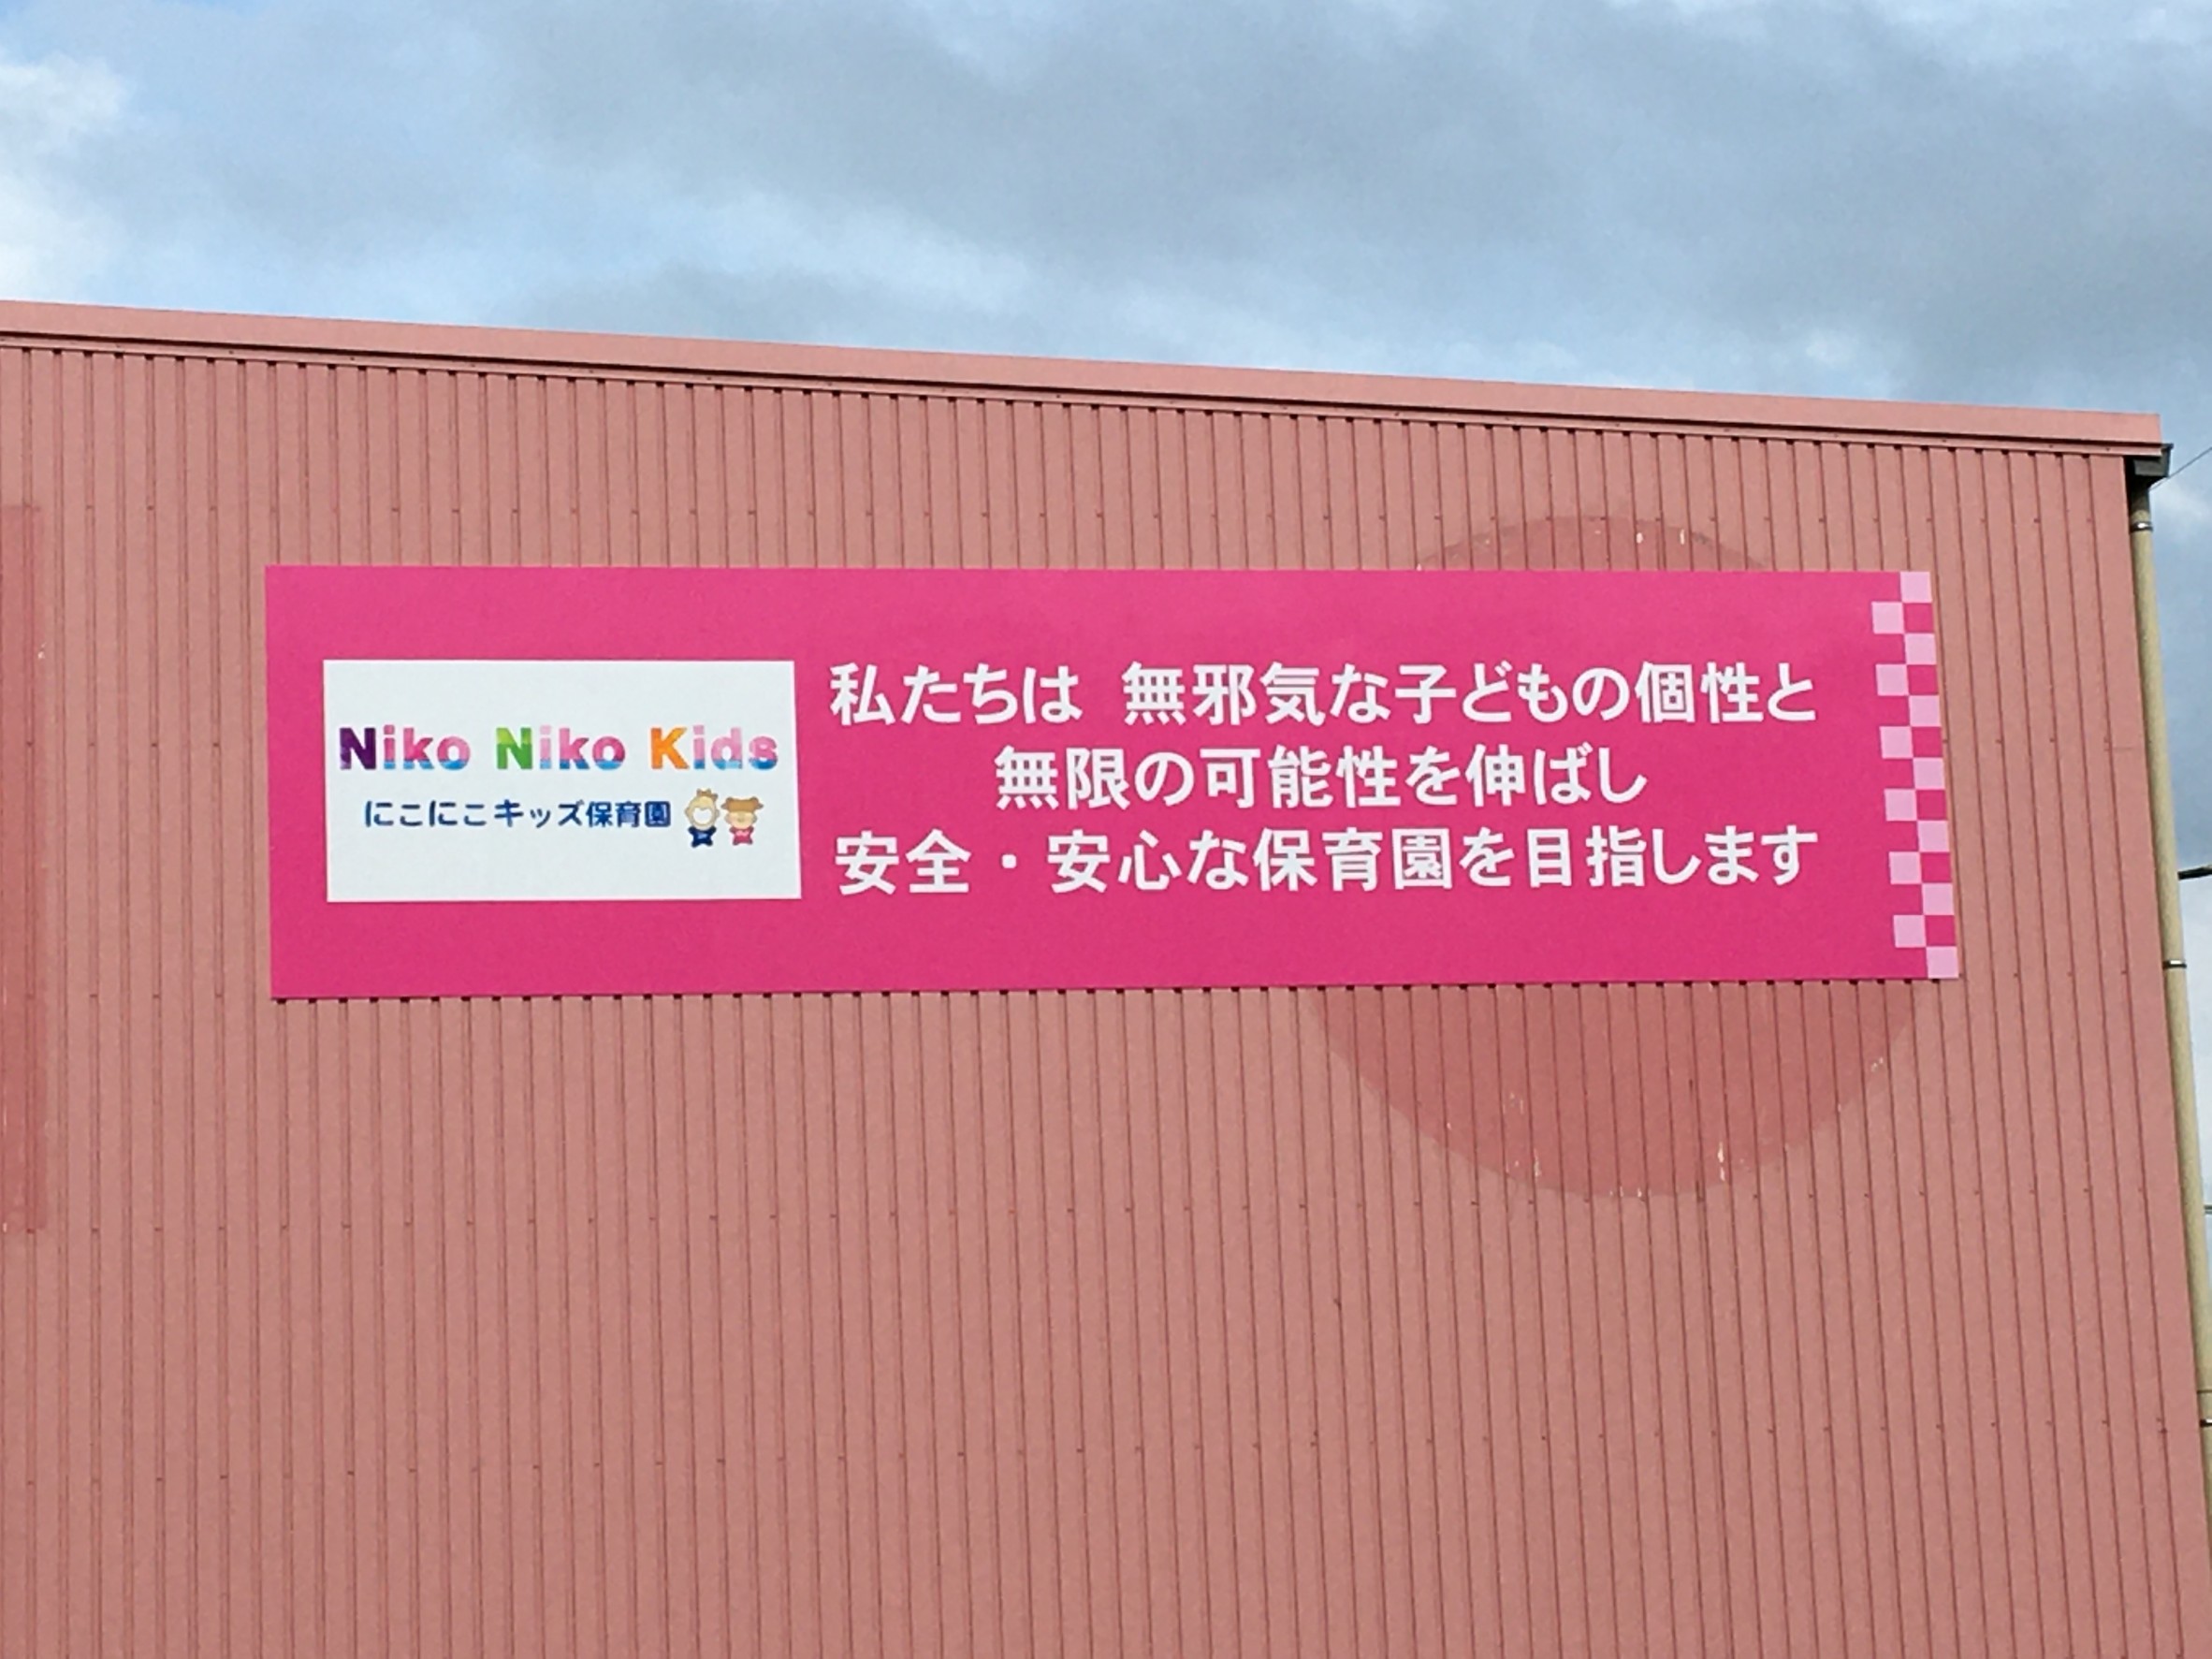 Niko Niko Kids
にこにこキッズ保育園
私たちは 無邪気な子どもの個性と
無限の可能性を伸ばし
安全・安心な保育園を目指します